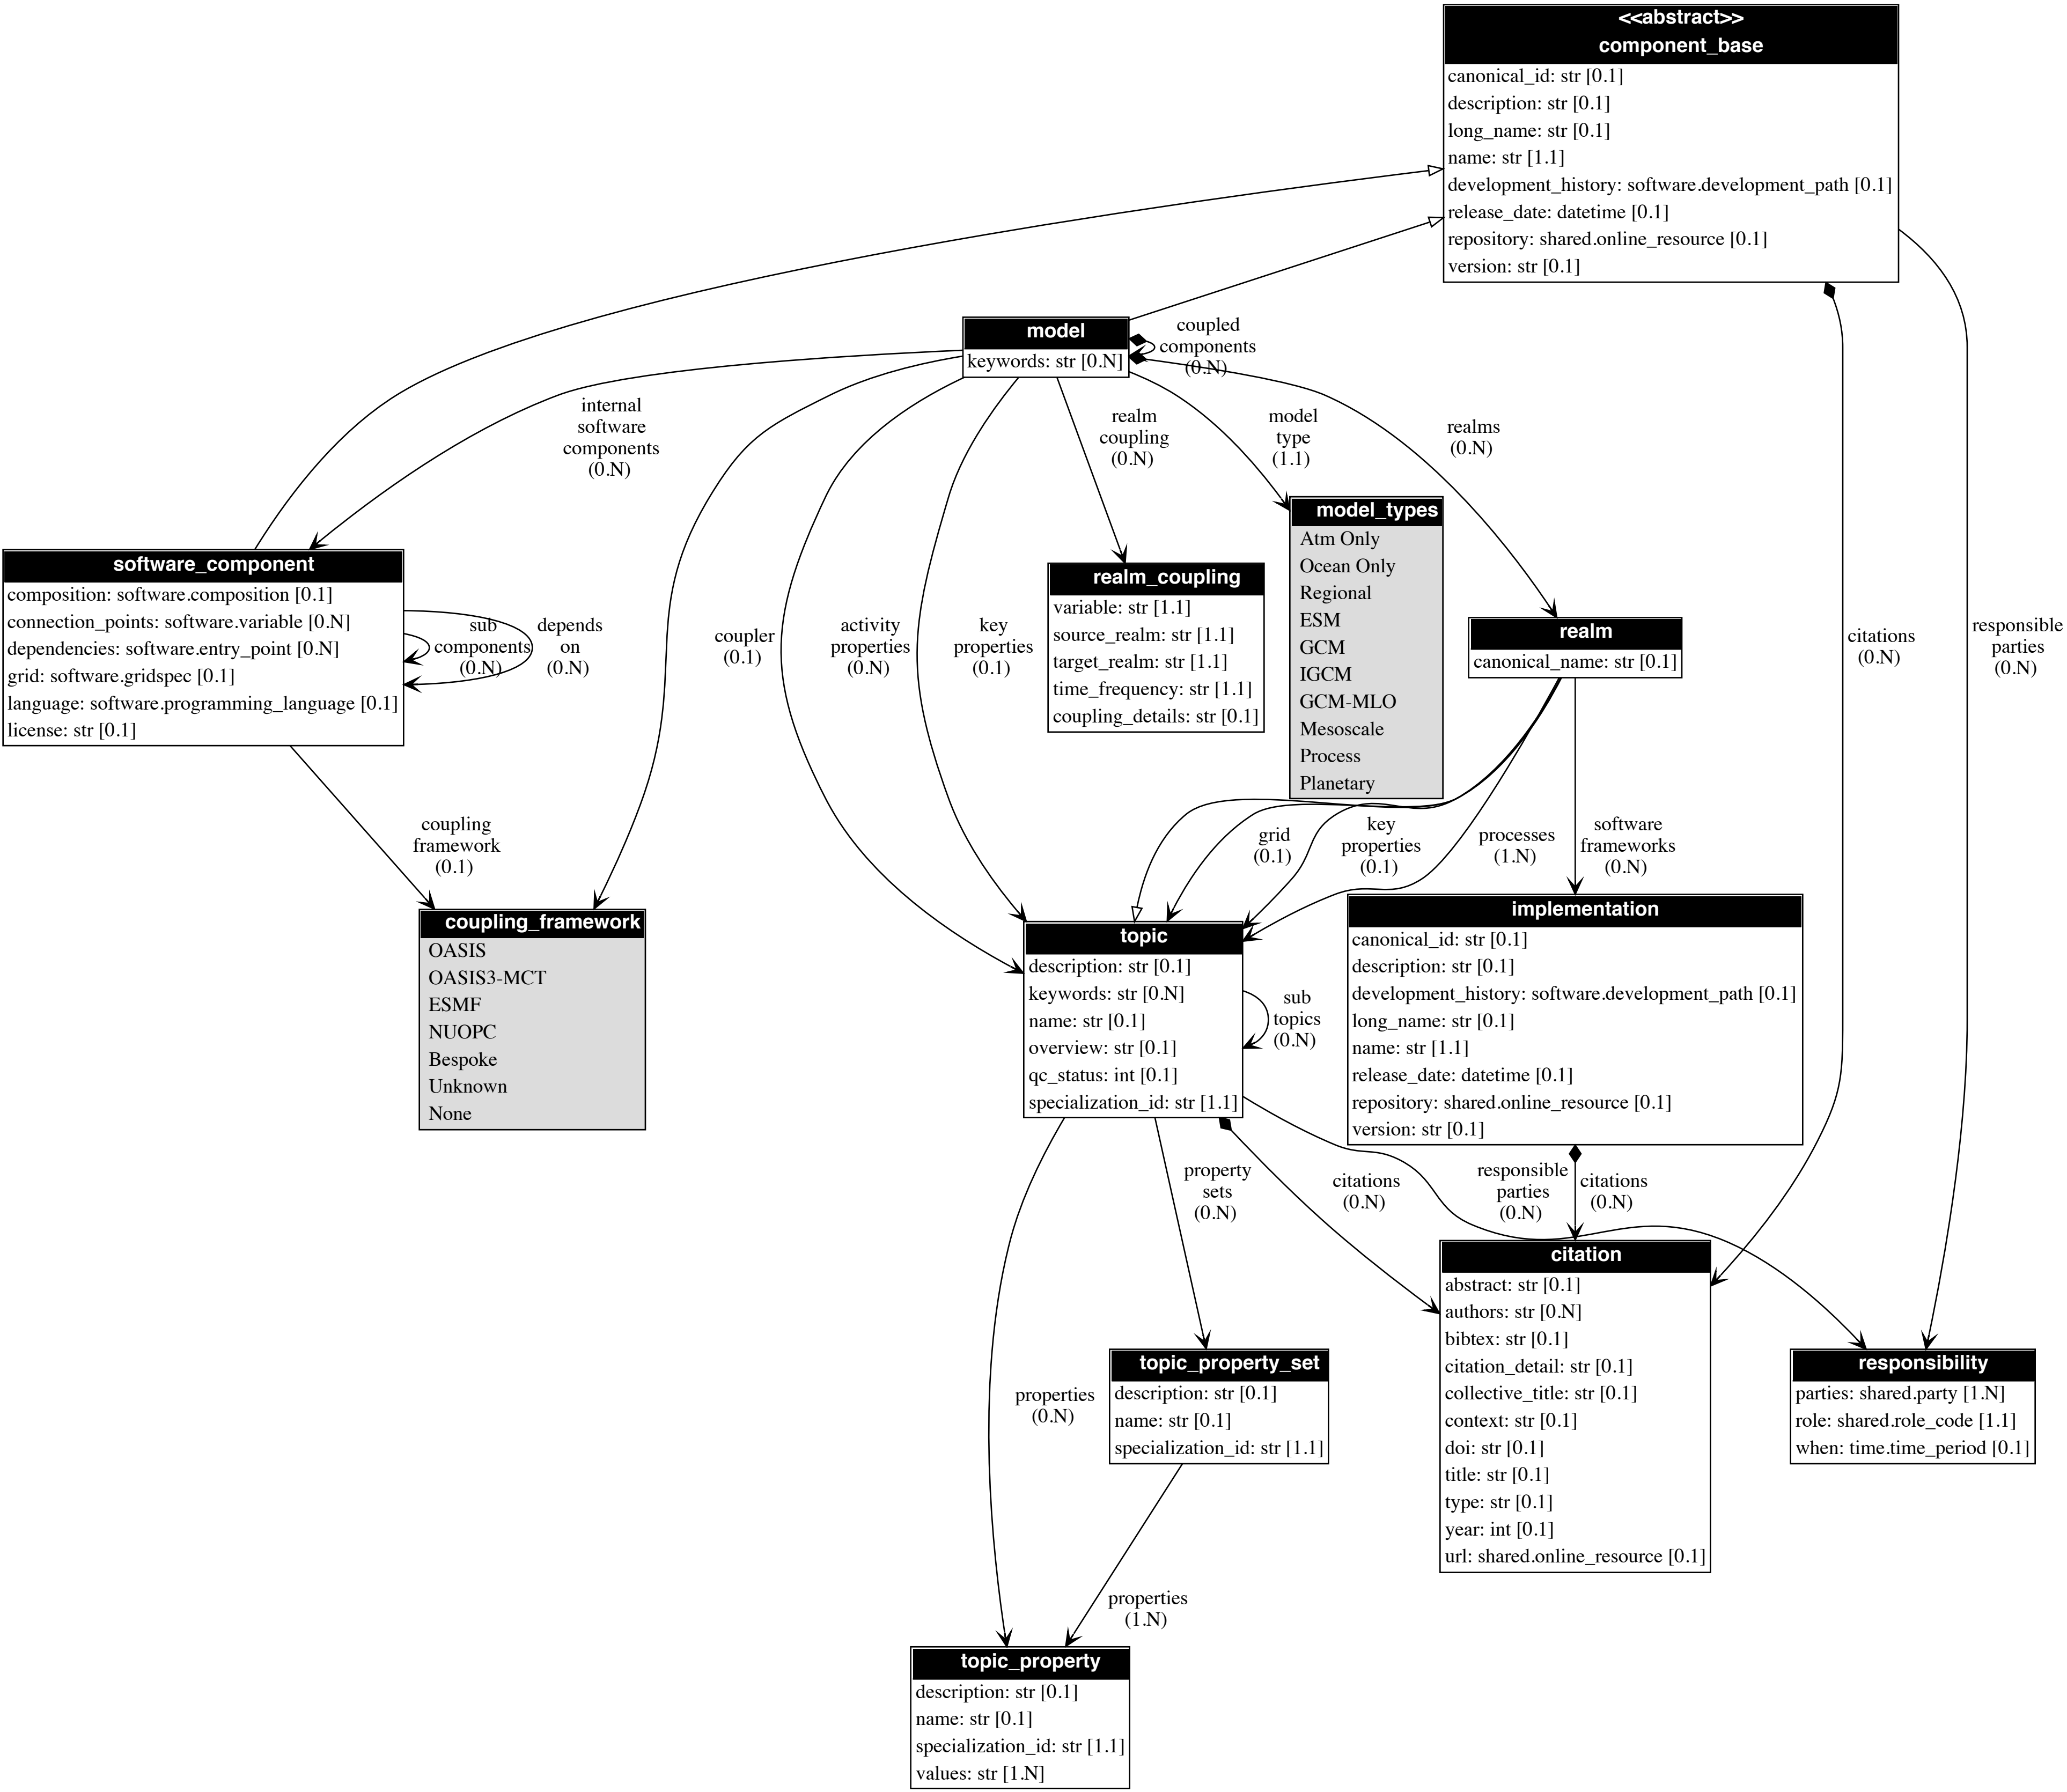 <<abstract>>
component_base
canonical_id: str [0.1]
description: str [0.1]
long_name: str [0.1]
name: str [1.1]
development_history: software.development_path [0.1]
release_date: datetime [0.1]
repository: shared.online_resource [0.1]
version: str [0.1]
model
keywords: str [0.N]
coupled
components
(0.N)
internal
software
components
(0.N)
realm
coupling
(0.N)
model
type
(1.1)
realms
(0.N)
software_component
composition: software.composition [0.1]
connection_points: software.variable [0.N]
dependencies: software.entry_point [0.N]
grid: software.gridspec [0.1]
language: software.programming_language [0.1]
license: str [0.1]
sub
components
(0.N)
depends
on
(0.N)
coupler
(0.1)
activity
properties
(0.N)
key
properties
(0.1)
realm_coupling
variable: str [1.1]
source_realm: str [1.1]
target_realm: str [1.1]
time_frequency: str [1.1]
coupling_details: str [0.1]
model_types
Atm Only
Ocean Only
Regional
ESM
GCM
IGCM
GCM-MLO
Mesoscale
Process
Planetary
realm
canonical_name: str [0.1]
citations
(0.N)
responsible
parties
(0.N)
coupling
framework
(0.1)
grid
(0.1)
key
properties
(0.1)
processes
(1.N)
software
frameworks
(0.N)
coupling_framework
OASIS
OASIS3-MCT
ESMF
NUOPC
Bespoke
Unknown
None
topic
description: str [0.1]
keywords: str [0.N]
name: str [0.1]
overview: str [0.1]
qc_status: int [0.1]
specialization_id: str [1.1]
sub
topics
(0.N)
implementation
canonical_id: str [0.1]
description: str [0.1]
development_history: software.development_path [0.1]
long_name: str [0.1]
name: str [1.1]
release_date: datetime [0.1]
repository: shared.online_resource [0.1]
version: str [0.1]
property
sets
(0.N)
citations
(0.N)
responsible
parties
(0.N)
citations
(0.N)
citation
abstract: str [0.1]
authors: str [0.N]
bibtex: str [0.1]
citation_detail: str [0.1]
collective_title: str [0.1]
context: str [0.1]
doi: str [0.1]
title: str [0.1]
type: str [0.1]
year: int [0.1]
url: shared.online_resource [0.1]
properties
(0.N)
topic_property_set
description: str [0.1]
name: str [0.1]
specialization_id: str [1.1]
responsibility
parties: shared.party [1.N]
role: shared.role_code [1.1]
when: time.time_period [0.1]
properties
(1.N)
topic_property
description: str [0.1]
name: str [0.1]
specialization_id: str [1.1]
values: str [1.N]